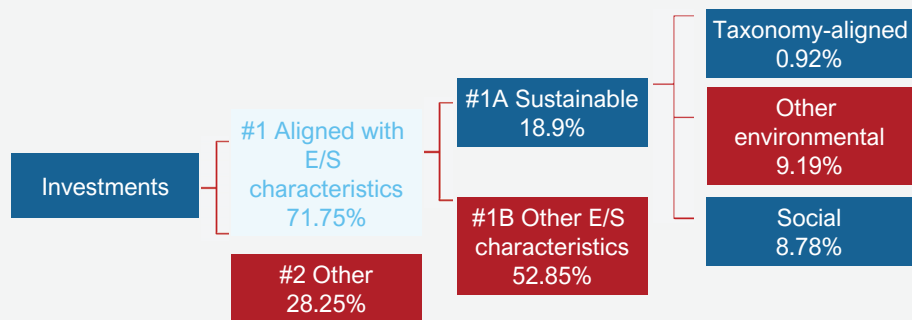 Investments
#1 Aligned with
E/S
characteristics
71.75%
#2 Other
28.25%
#1A Sustainable
18.9%
#1B Other E/S
characteristics
52.85%
Taxonomy-aligned
0.92%
Other
environmental
9.19%
Social
8.78%